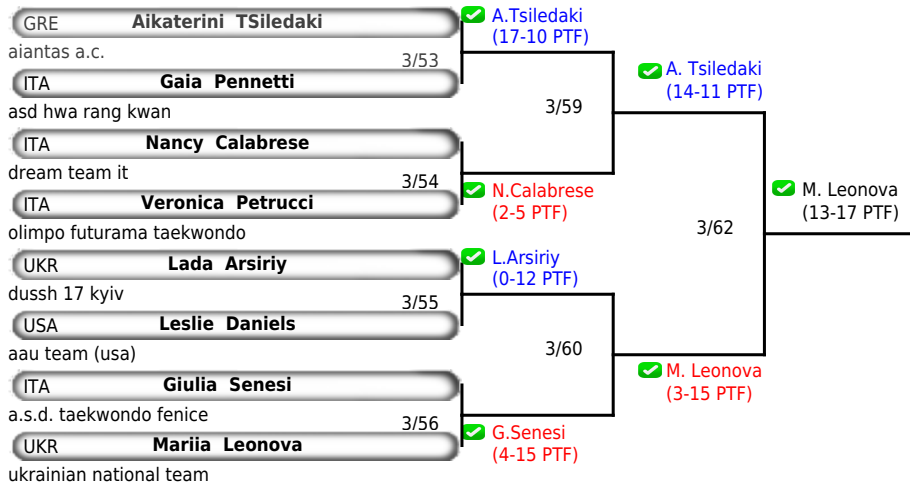 GRE Aikaterini TSiledaki
aiantas a.c.
3/53
ITA Gaia Pennetti
asd hwa rang kwan
A.Tsiledaki
(17-10 PTF)
ITA Nancy Calabrese
dream team it
3/54
ITA Veronica Petrucci
olimpo futurama taekwondo
N.Calabrese
(2-5 PTF)
3/59
A. Tsiledaki
(14-11 PTF)
UKR Lada Arsiriy
dussh 17 kyiv
3/55
USA Leslie Daniels
aau team (usa)
L.Arsiriy
(0-12 PTF)
ITA Giulia Senesi
a.s.d. taekwondo fenice
3/56
UKR Mariia Leonova
ukrainian national team
G.Senesi
(4-15 PTF)
3/60
M. Leonova
(3-15 PTF)
3/62
M. Leonova
(13-17 PTF)